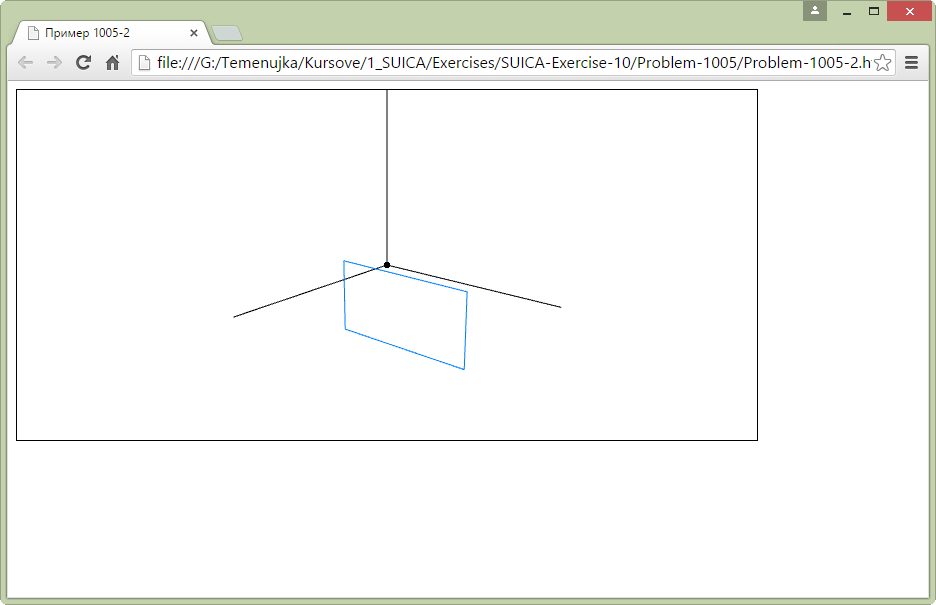 Пример 1005-2
file:///G:/Temenujka/Kursove/1_SUICA/Exercises/SUICA-Exercise-10/Problem-1005/Problem-1005-2.h